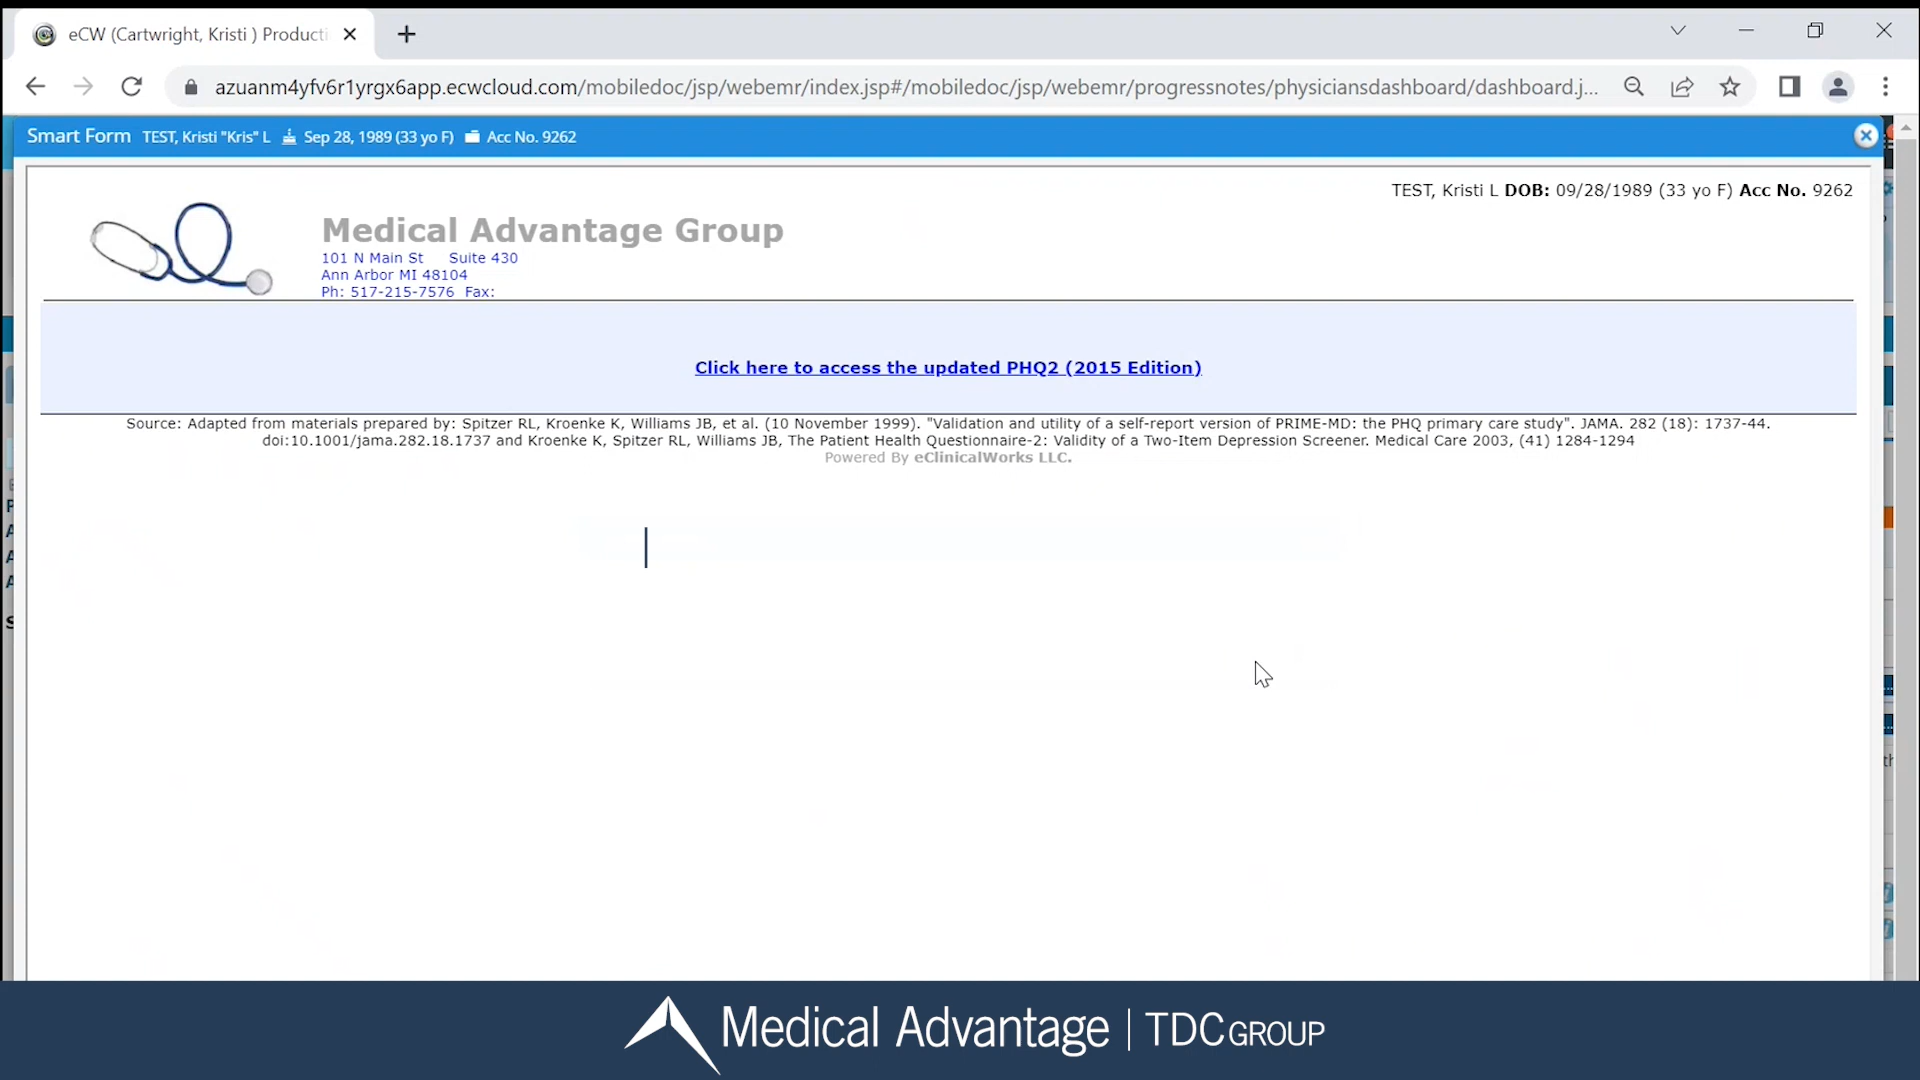 eCW (Cartwright, Kristi ) Producti
azuanm4yfv6r1yrgx6app.ecwcloud.com/mobiledoc/jsp/webemr/index.jsp#/mobiledoc/jsp/webemr/progressnotes/physiciansdashboard/dashboard.j...
Smart Form TEST, Kristi "Kris" L Sep 28, 1989 (33 yo F) Acc No. 9262
TEST, Kristi L DOB: 09/28/1989 (33 yo F) Acc No. 9262
Medical Advantage Group
101 N Main St Suite 430
Ann Arbor MI 48104
Ph: 517-215-7576 Fax:
Click here to access the updated PHQ2 (2015 Edition)
Source: Adapted from materials prepared by: Spitzer RL, Kroenke K, Williams JB, et al. (10 November 1999). "Validation and utility of a self-report version of PRIME-MD: the PHQ primary care study". JAMA. 282 (18): 1737-44.
doi:10.1001/jama.282.18.1737 and Kroenke K, Spitzer RL, Williams JB, The Patient Health Questionnaire-2: Validity of a Two-Item Depression Screener. Medical Care 2003, (41) 1284-1294
Powered By eClinicalWorks LLC.
Medical Advantage | TDCGROUP